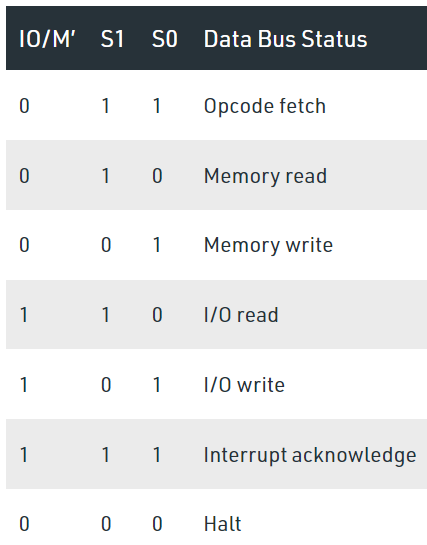 IO/M’ S1 S0 Data Bus Status
0 1 1 Opcode fetch
0 1 0 Memory read
0 0 1 Memory write
1 1 0 I/O read
1 0 1 I/O write
1 1 1 Interrupt acknowledge
0 0 0 Halt